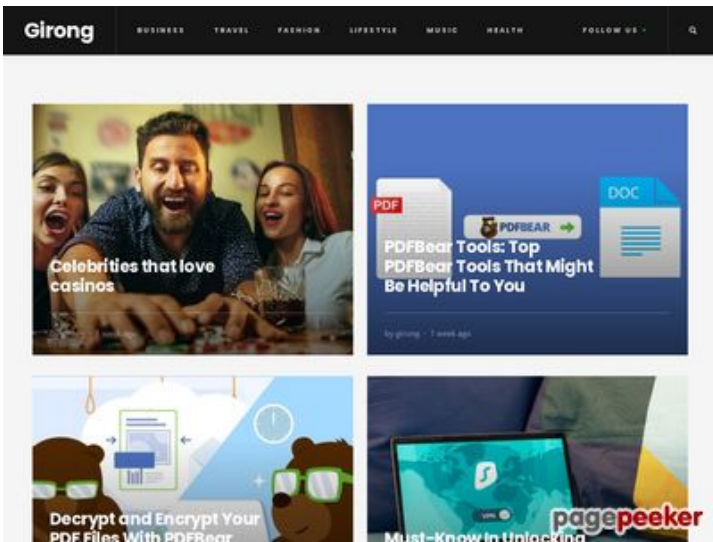 Girong
BUSINESS TRAVEL FASHION LIFESTYLE MUSIC HEALTH FOLLOW US
PDF
DOC
PDFBEAR
Celebrities that love
casinos
PDFBear Tools: Top
PDFBear Tools That Might
Be Helpful To You
by girong - 1 week ago
VPN
Decrypt and Encrypt Your
PDF Files With PDFBear
Must-Know In Unlocking
pagepeeker